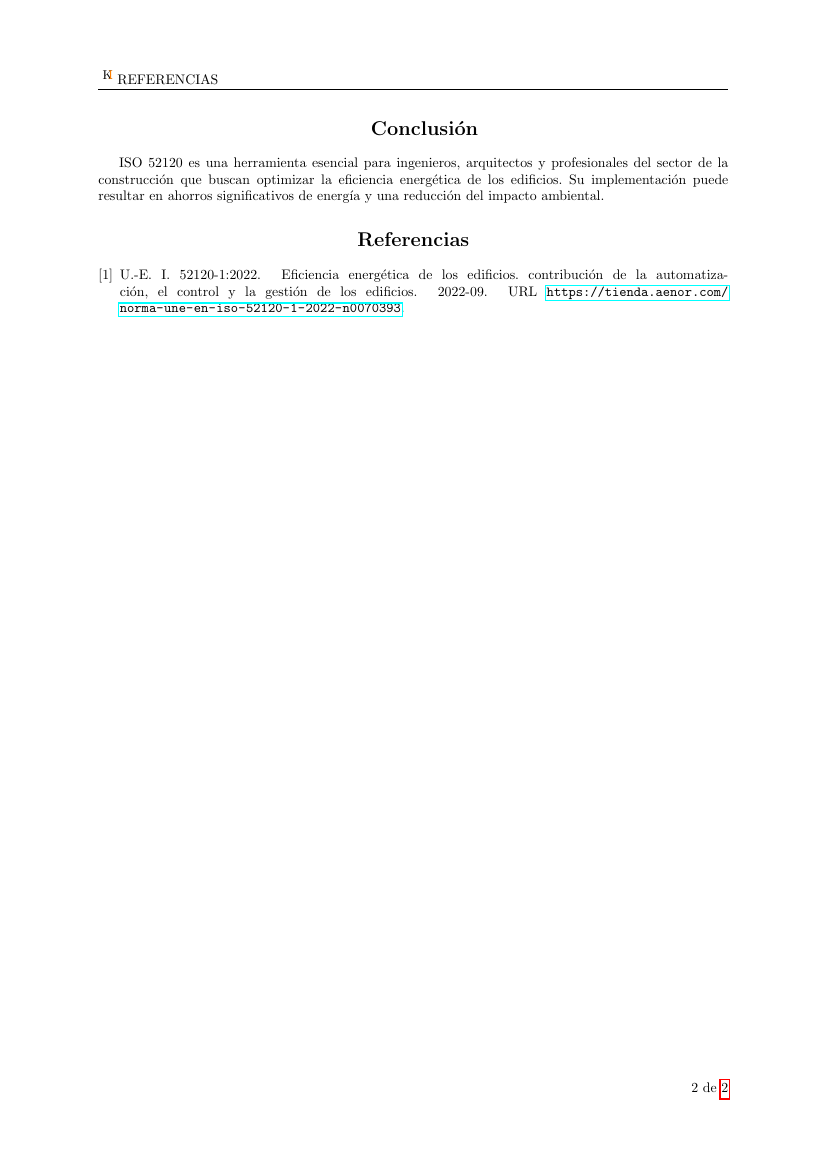 K REFERENCIAS
Conclusión
ISO 52120 es una herramienta esencial para ingenieros, arquitectos y profesionales del sector de la
construcción que buscan optimizar la eficiencia energética de los edificios. Su implementación puede
resultar en ahorros significativos de energía y una reducción del impacto ambiental.
Referencias
[1] U.-E. I. 52120-1:2022. Eficiencia energética de los edificios. contribución de la automatiza-
ción, el control y la gestión de los edificios. 2022-09. URL https://tienda.aenor.com/
norma-une-en-iso-52120-1-2022-n0070393
2 de 2